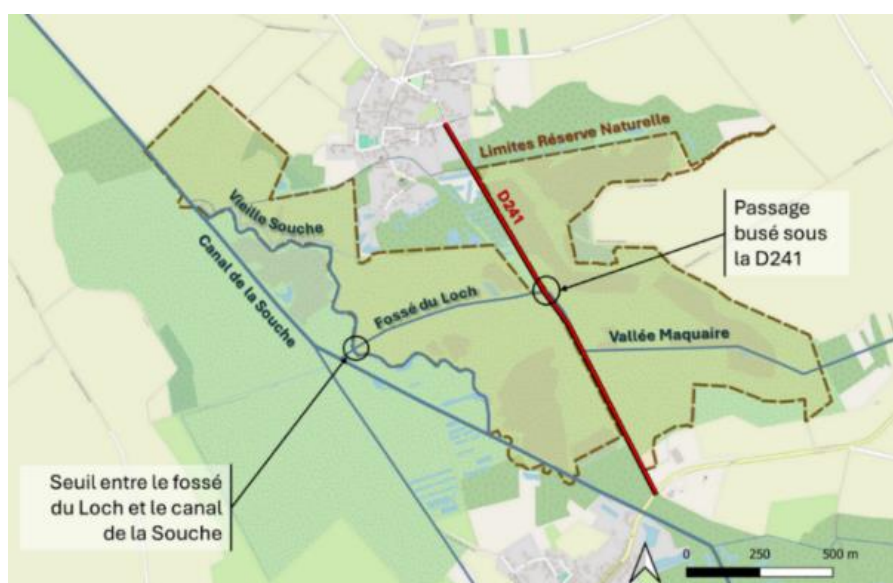 Limites Réserve Naturelle
D241
Passage
busé sous
la D241
Vieille Souche
Canal de la Souche
Fossé du Loch
Vallée Maquaire
Seuil entre le fossé
du Loch et le canal
de la Souche
0 250 500 m